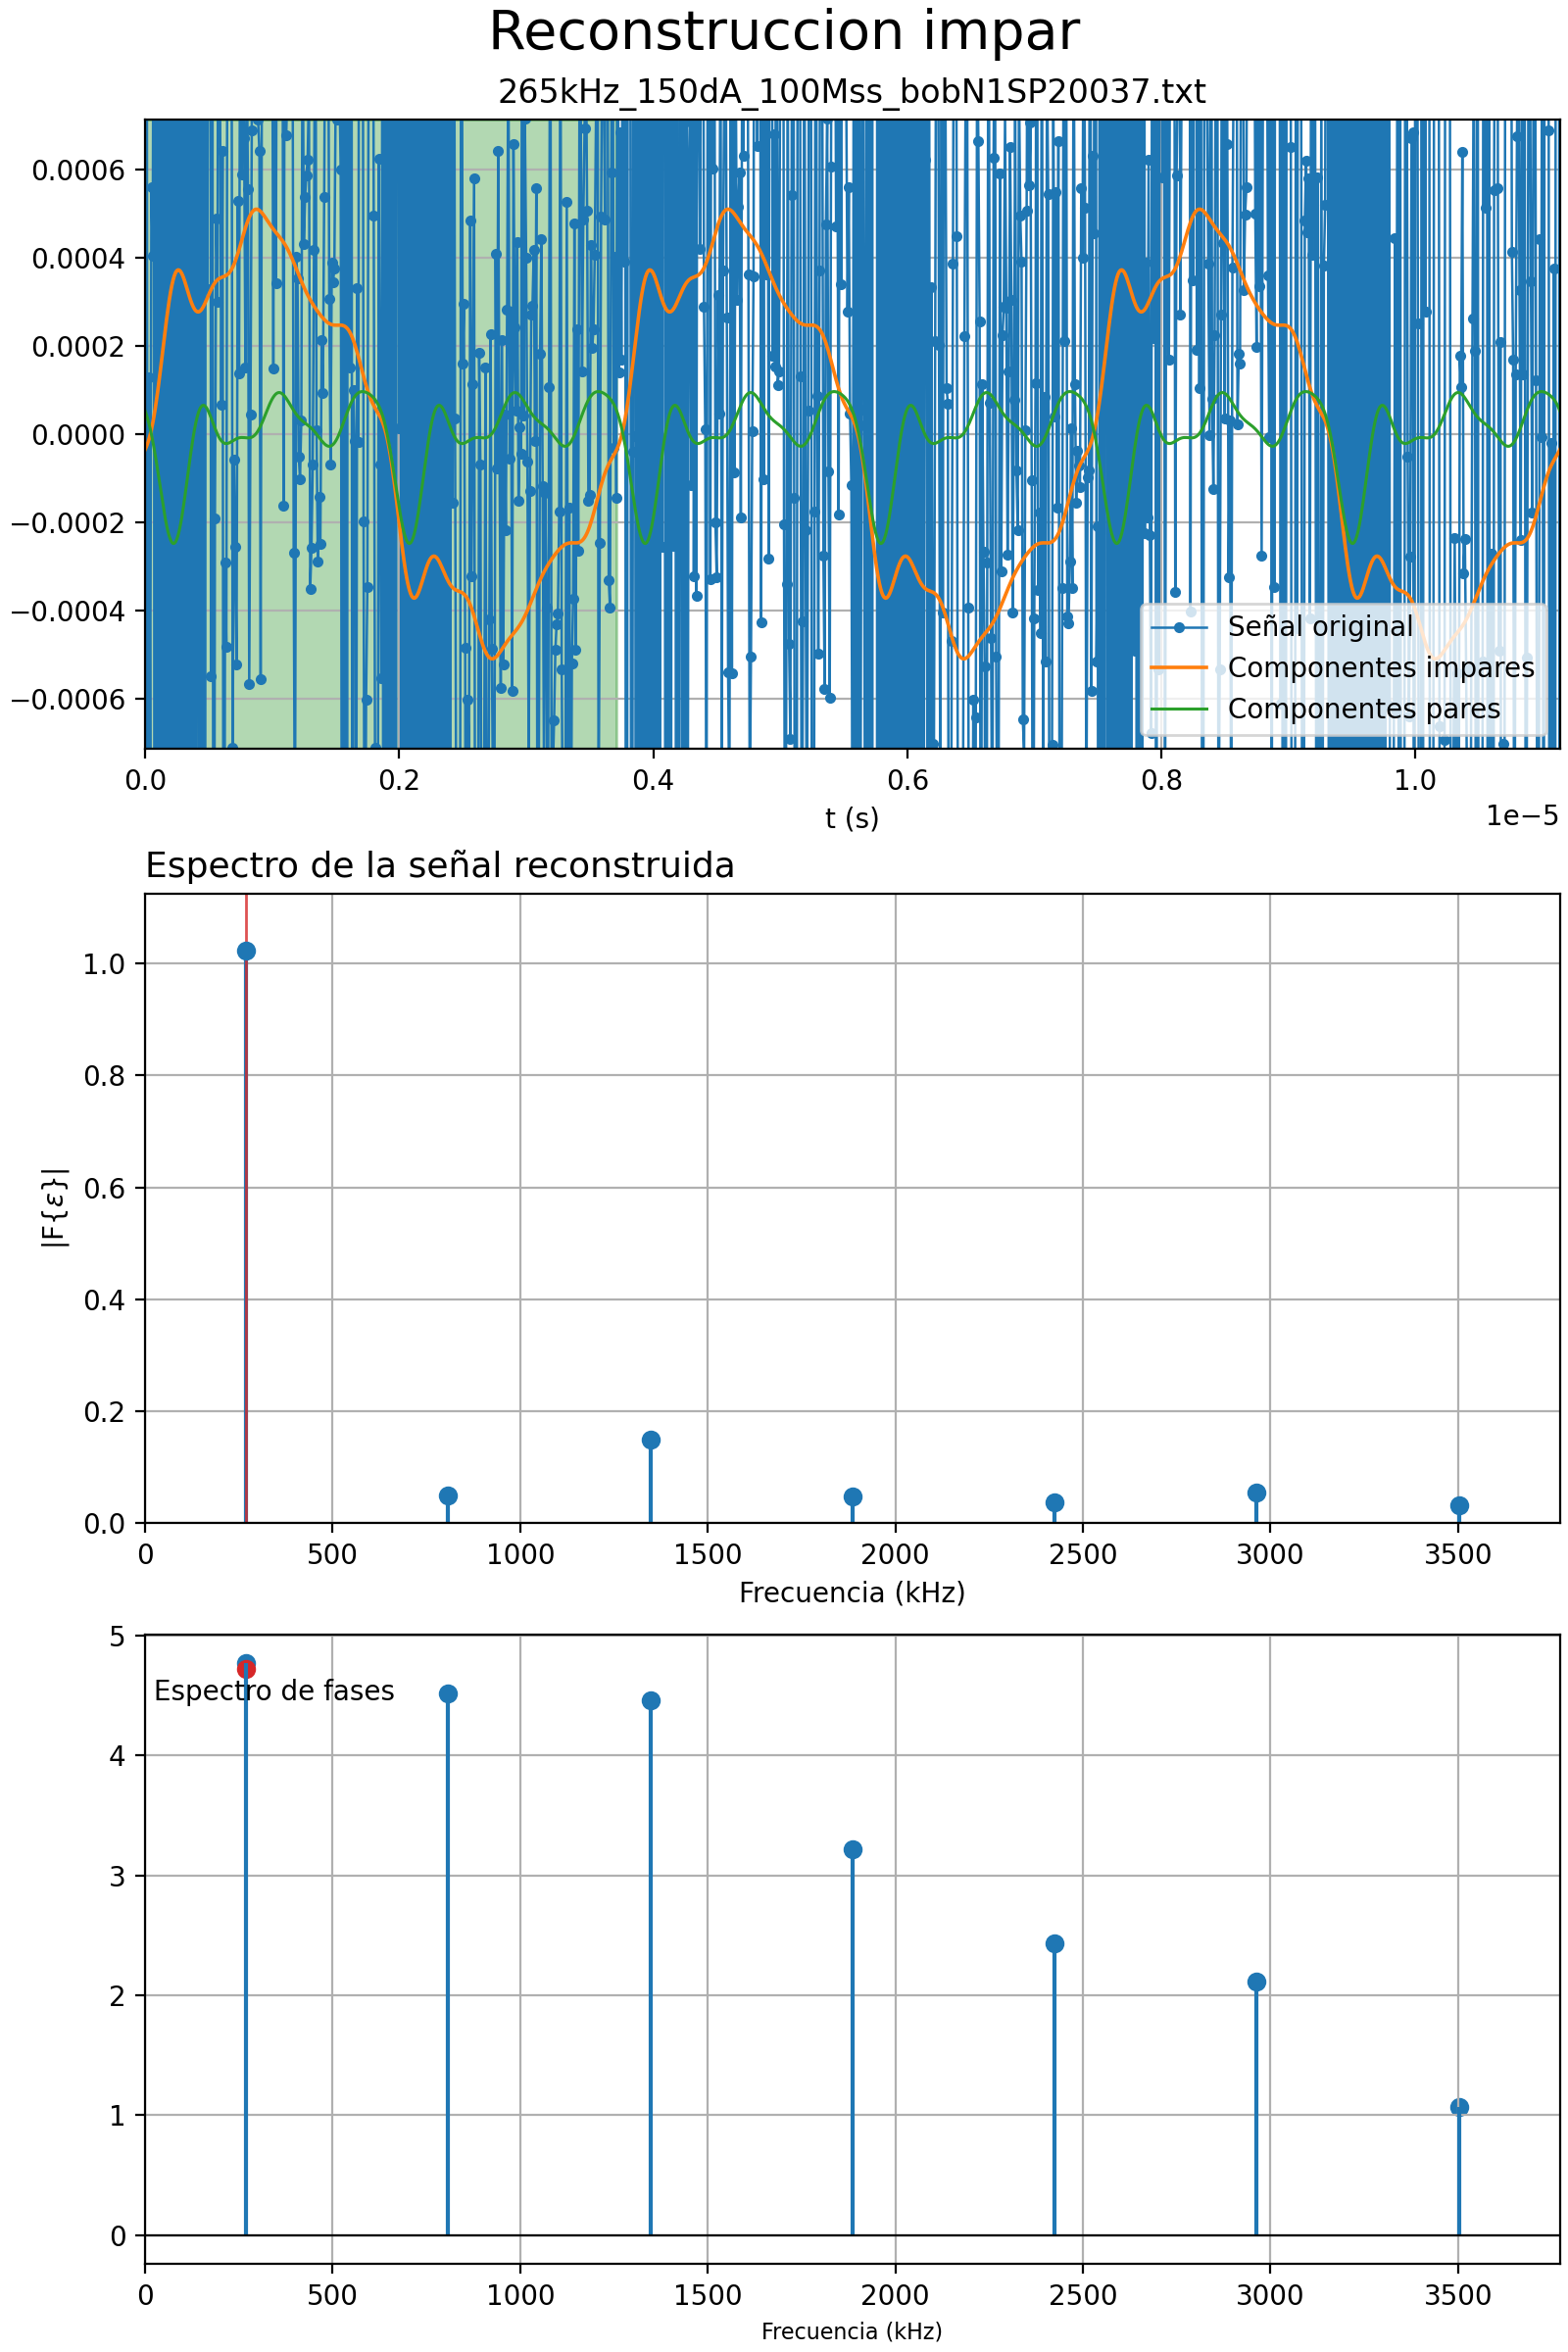 Reconstruccion impar
265kHz_150dA_100Mss_bobN1SP20037.txt
0.0006
0.0004
0.0002
0.0000
−0.0002
−0.0004
−0.0006
Señal original
Componentes impares
Componentes pares
0.0 0.2 0.4 0.6 0.8 1.0
t (s)
1e−5
Espectro de la señal reconstruida
1.0
0.8
0.6
0.4
0.2
0.0
|F{ε}|
0 500 1000 1500 2000 2500 3000 3500
Frecuencia (kHz)
5
4
3
2
1
0
Espectro de fases
0 500 1000 1500 2000 2500 3000 3500
Frecuencia (kHz)